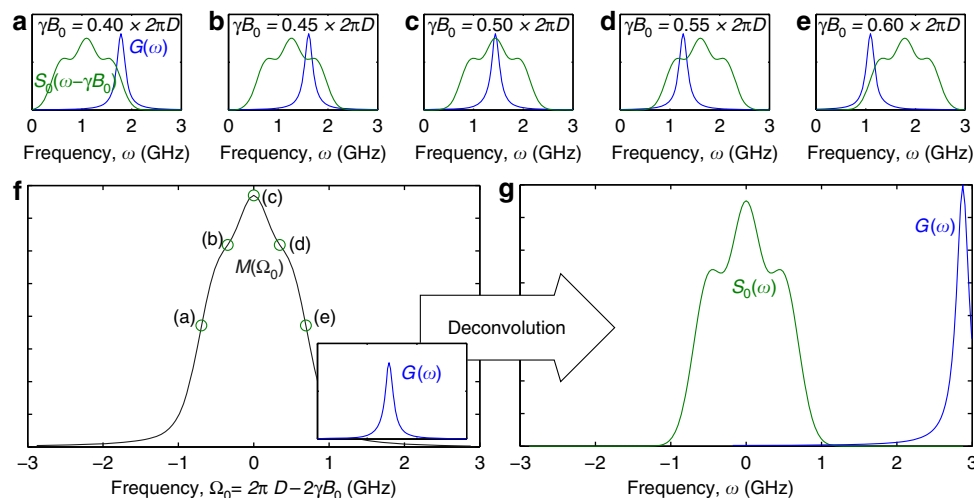 a b c d e
γB₀ = 0.40 × 2πD γB₀ = 0.45 × 2πD γB₀ = 0.50 × 2πD γB₀ = 0.55 × 2πD γB₀ = 0.60 × 2πD
G(ω)
S₀(ω−γB₀)
0 1 2 3 0 1 2 3 0 1 2 3 0 1 2 3 0 1 2 3
Frequency, ω (GHz) Frequency, ω (GHz) Frequency, ω (GHz) Frequency, ω (GHz) Frequency, ω (GHz)
f g
(c)
(b) (d)
M(Ω₀)
(a) (e)
G(ω)
Deconvolution
G(ω)
S₀(ω)
−3 −2 −1 0 1 2 3 −3 −2 −1 0 1 2 3
Frequency, Ω₀= 2π D−2γB₀ (GHz) Frequency, ω (GHz)